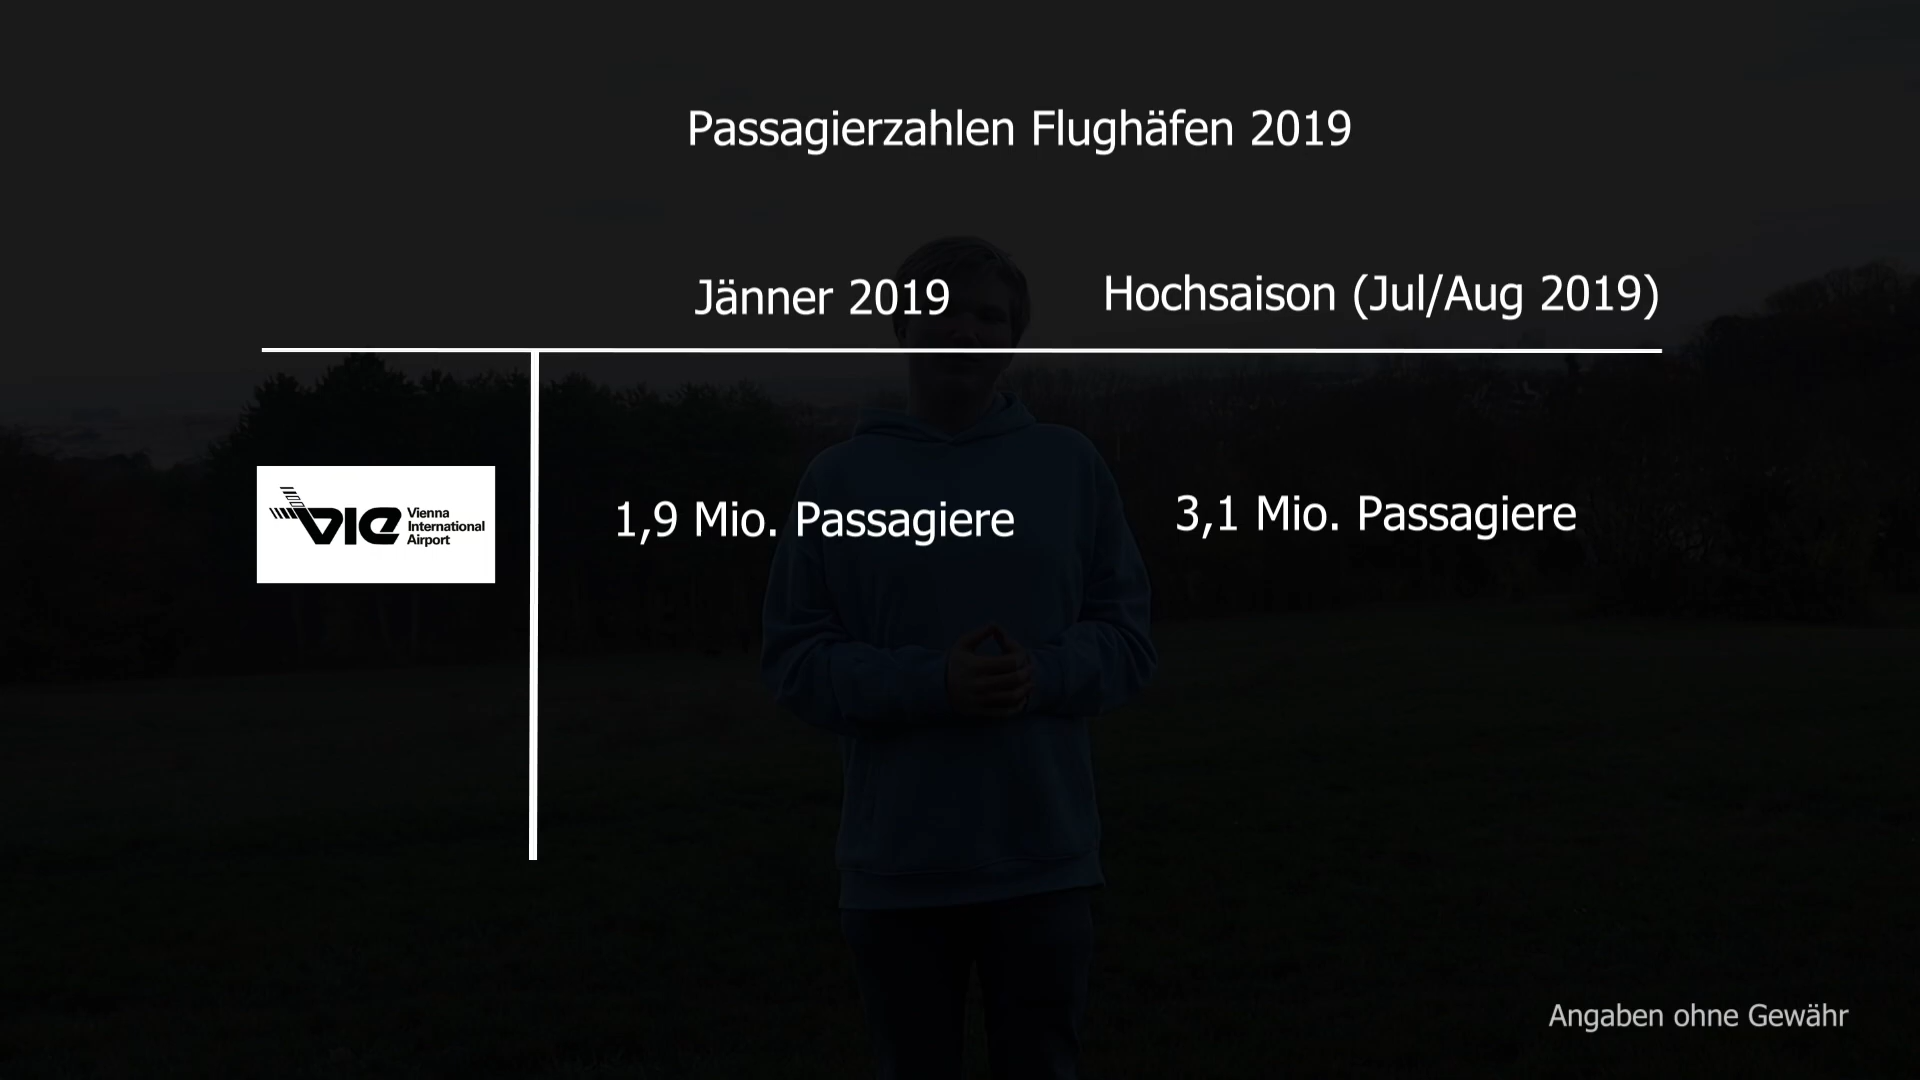 Passagierzahlen Flughäfen 2019
Jänner 2019 Hochsaison (Jul/Aug 2019)
VIE Vienna
International
Airport
1,9 Mio. Passagiere 3,1 Mio. Passagiere
Angaben ohne Gewähr